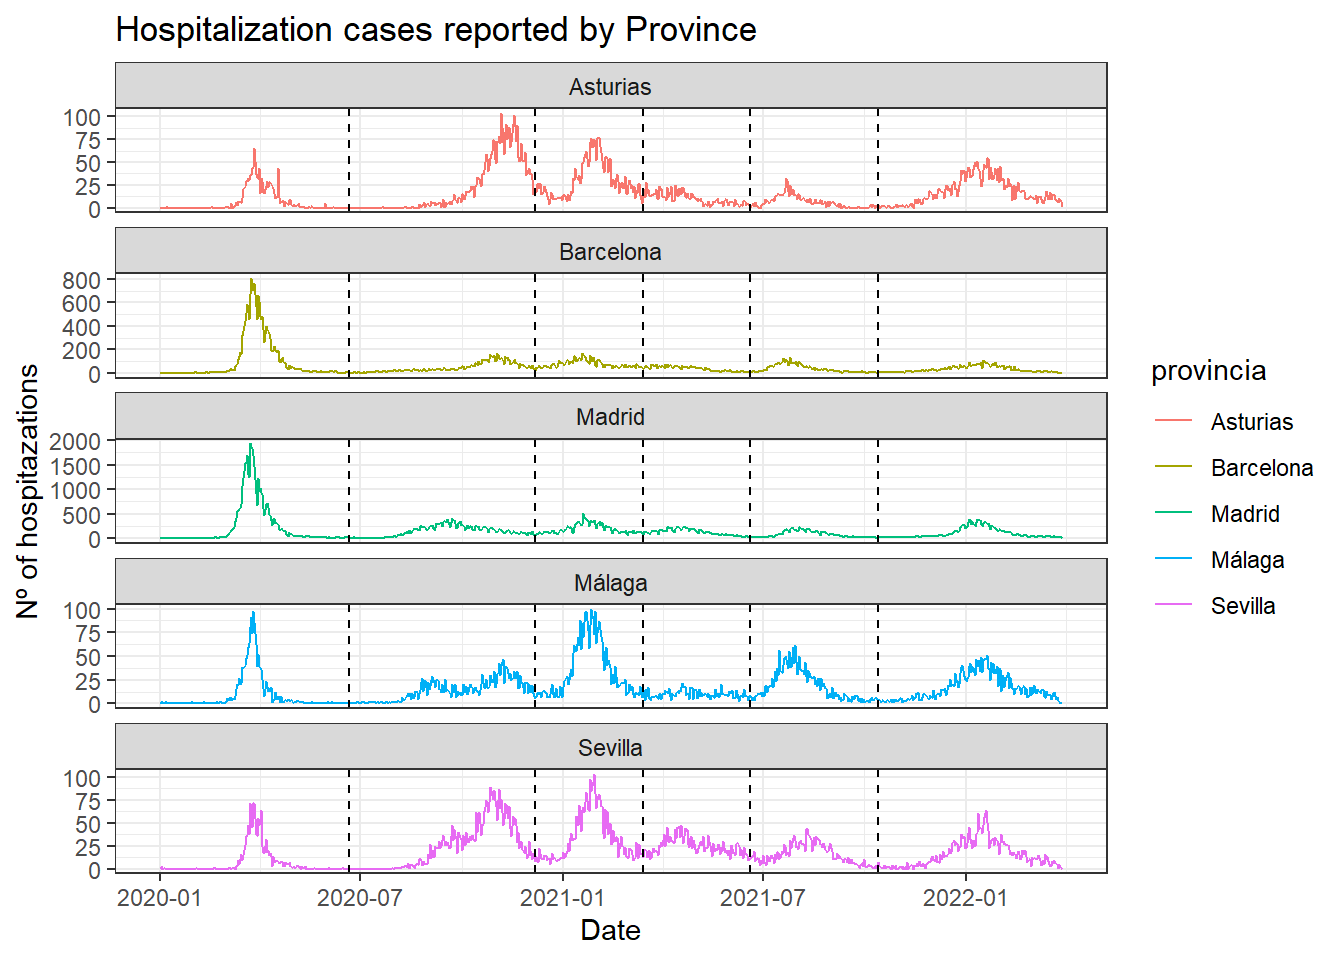 Hospitalization cases reported by Province
Asturias
100
75
50
25
0
Barcelona
800
600
400
200
0
Madrid
2000
1500
1000
500
0
Málaga
100
75
50
25
0
Sevilla
100
75
50
25
0
2020-01 2020-07 2021-01 2021-07 2022-01
Date
Nº of hospitazations
provincia
Asturias
Barcelona
Madrid
Málaga
Sevilla